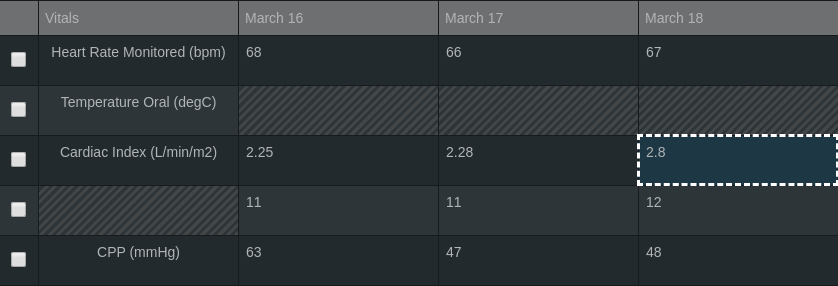 Vitals March 16 March 17 March 18
Heart Rate Monitored (bpm) 68 66 67
Temperature Oral (degC)
Cardiac Index (L/min/m2) 2.25 2.28 2.8
11 11 12
CPP (mmHg) 63 47 48